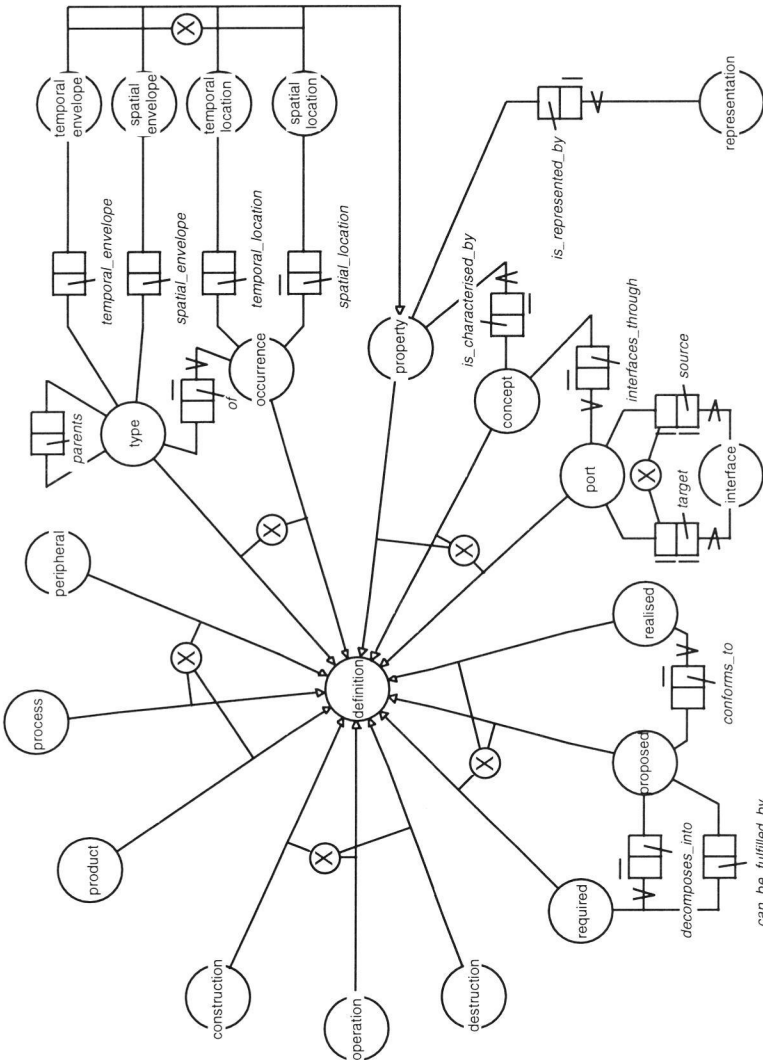 temporal
envelope
spatial
envelope
temporal
location
spatial
location
temporal_envelope
spatial_envelope
temporal_location
spatial_location
parents
type
of
occurrence
property
is_represented_by
representation
is_characterised_by
concept
interfaces_through
port
source
target
interface
X
X
X
X
X
X
X
peripheral
process
product
definition
construction
operation
destruction
realised
proposed
required
conforms_to
decomposes_into
can_be_fulfilled_by